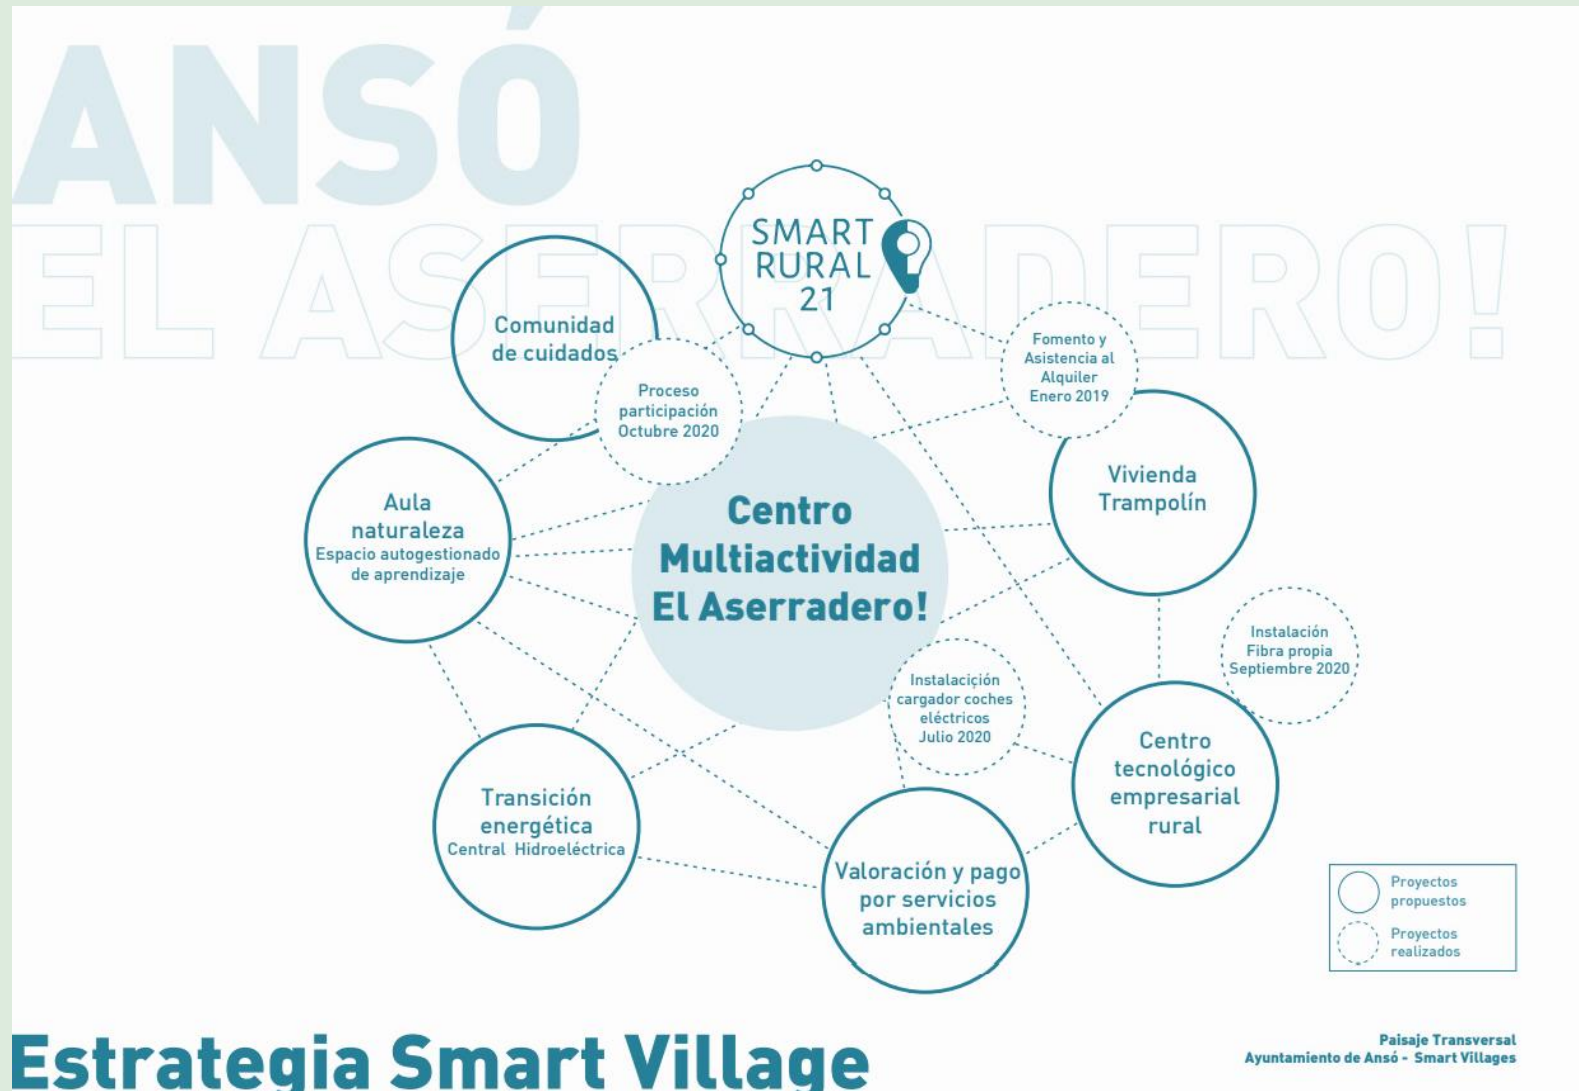 ANSÓ
EL ASERRADERO!
SMART
RURAL
21
Comunidad
de cuidados
Proceso
participación
Octubre 2020
Fomento y
Asistencia al
Alquiler
Enero 2019
Vivienda
Trampolín
Aula
naturaleza
Espacio autogestionado
de aprendizaje
Centro
Multiactividad
El Aserradero!
Instalación
Fibra propia
Septiembre 2020
Instalacición
cargador coches
eléctricos
Julio 2020
Centro
tecnológico
empresarial
rural
Transición
energética
Central Hidroeléctrica
Valoración y pago
por servicios
ambientales
Proyectos
propuestos
Proyectos
realizados
Estrategia Smart Village
Paisaje Transversal
Ayuntamiento de Ansó - Smart Villages